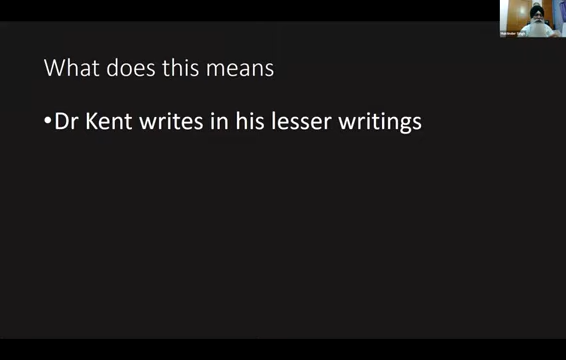 What does this means
•Dr Kent writes in his lesser writings